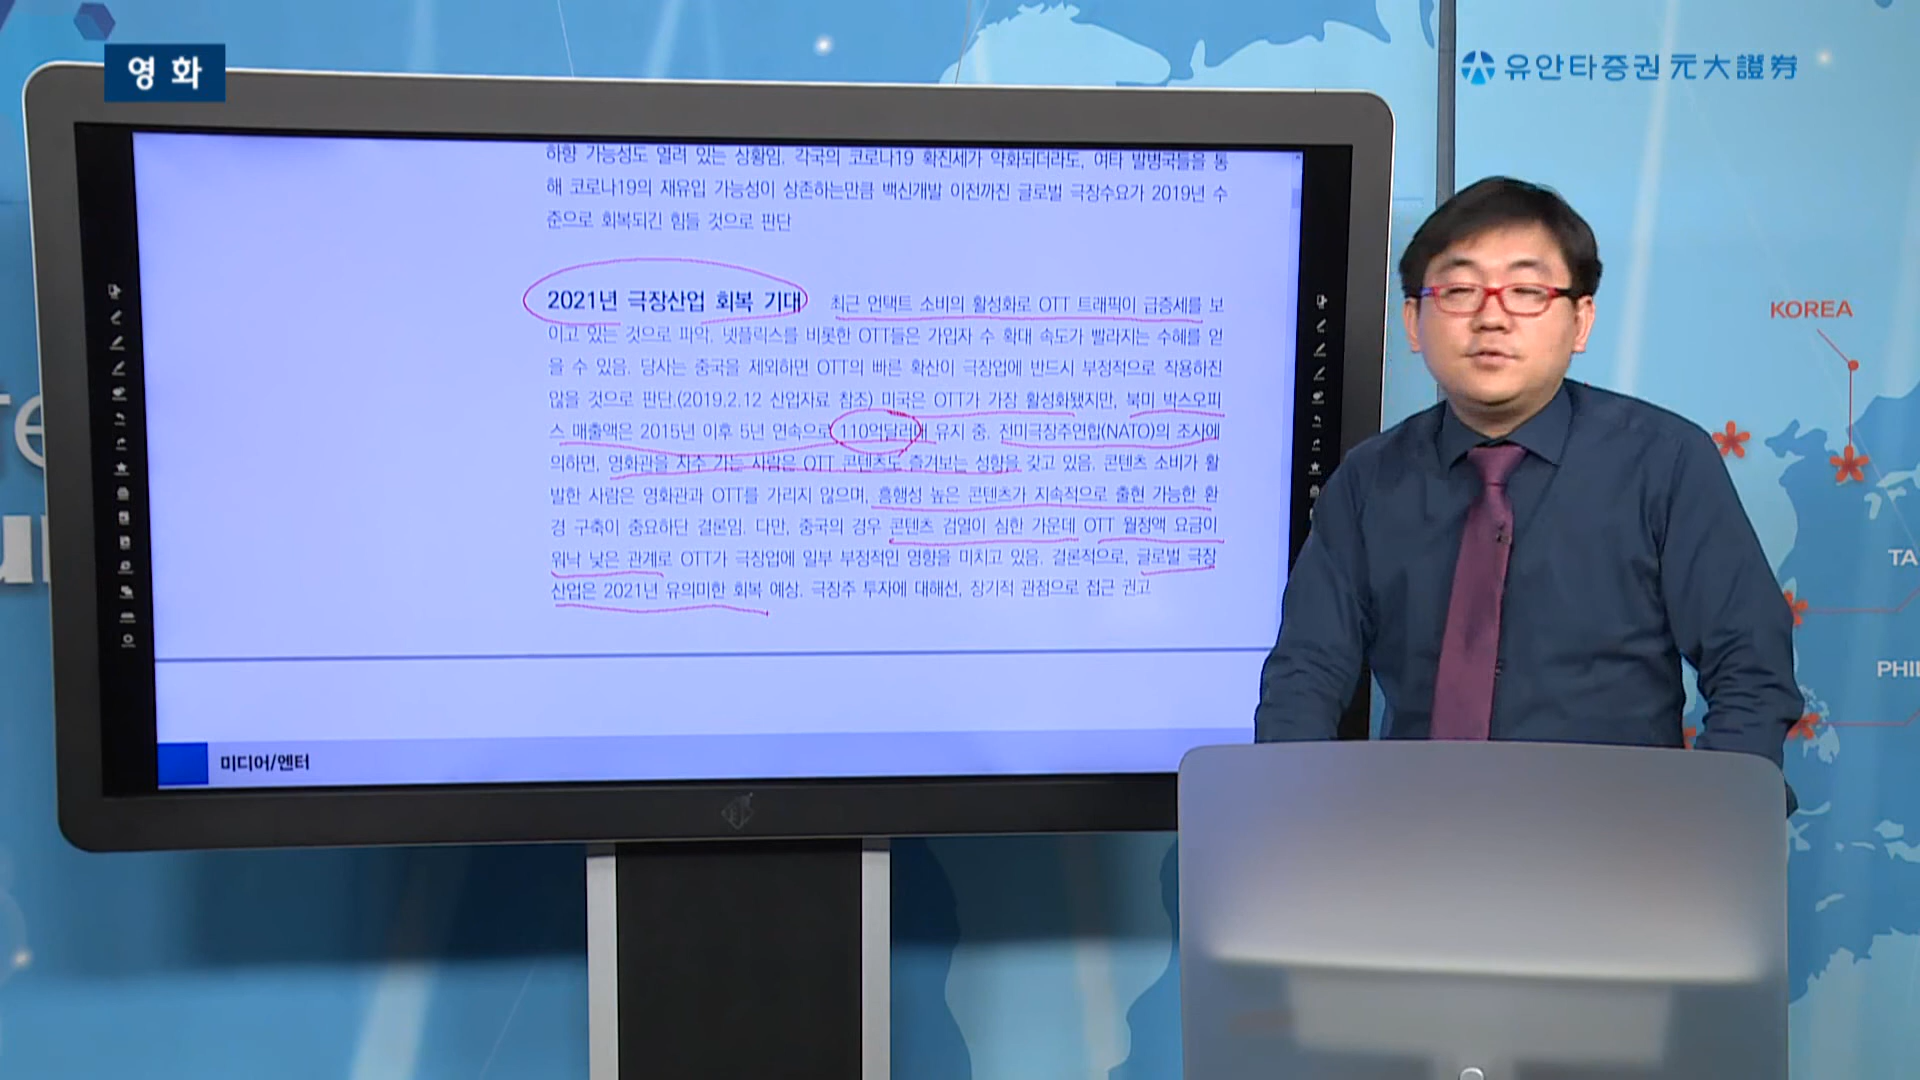 영화
유안타증권 元大證券
하향 가능성도 열려 있는 상황임. 각국의 코로나19 확진세가 약화되더라도, 여타 발병국들을 통
해 코로나19의 재유입 가능성이 상존하는만큼 백신개발 이전까진 글로벌 극장수요가 2019년 수
준으로 회복되긴 힘들 것으로 판단
2021년 극장산업 회복 기대 최근 언택트 소비의 활성화로 OTT 트래픽이 급증세를 보
이고 있는 것으로 파악. 넷플릭스를 비롯한 OTT들은 가입자 수 확대 속도가 빨라지는 수혜를 얻
을 수 있음. 당사는 중국을 제외하면 OTT의 빠른 확산이 극장업에 반드시 부정적으로 작용하진
않을 것으로 판단.(2019.2.12 산업자료 참조) 미국은 OTT가 가장 활성화됐지만, 북미 박스오피
스 매출액은 2015년 이후 5년 연속으로 110억달러대 유지 중. 전미극장주연합(NATO)의 조사에
의하면, 영화관을 자주 가는 사람은 OTT 콘텐츠도 즐겨보는 성향을 갖고 있음. 콘텐츠 소비가 활
발한 사람은 영화관과 OTT를 가리지 않으며, 흥행성 높은 콘텐츠가 지속적으로 출현 가능한 환
경 구축이 중요하단 결론임. 다만, 중국의 경우 콘텐츠 검열이 심한 가운데 OTT 월정액 요금이
워낙 낮은 관계로 OTT가 극장업에 일부 부정적인 영향을 미치고 있음. 결론적으로, 글로벌 극장
산업은 2021년 유의미한 회복 예상. 극장주 투자에 대해선, 장기적 관점으로 접근 권고
미디어/엔터
KOREA
TA
PHIL